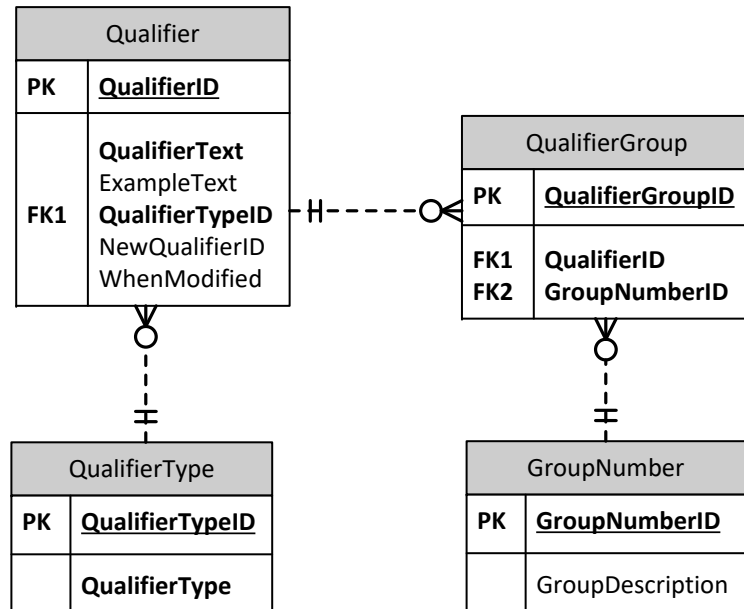 Qualifier
PK QualifierID
QualifierText
ExampleText
FK1 QualifierTypeID
NewQualifierID
WhenModified
QualifierGroup
PK QualifierGroupID
FK1 QualifierID
FK2 GroupNumberID
QualifierType
PK QualifierTypeID
QualifierType
GroupNumber
PK GroupNumberID
GroupDescription